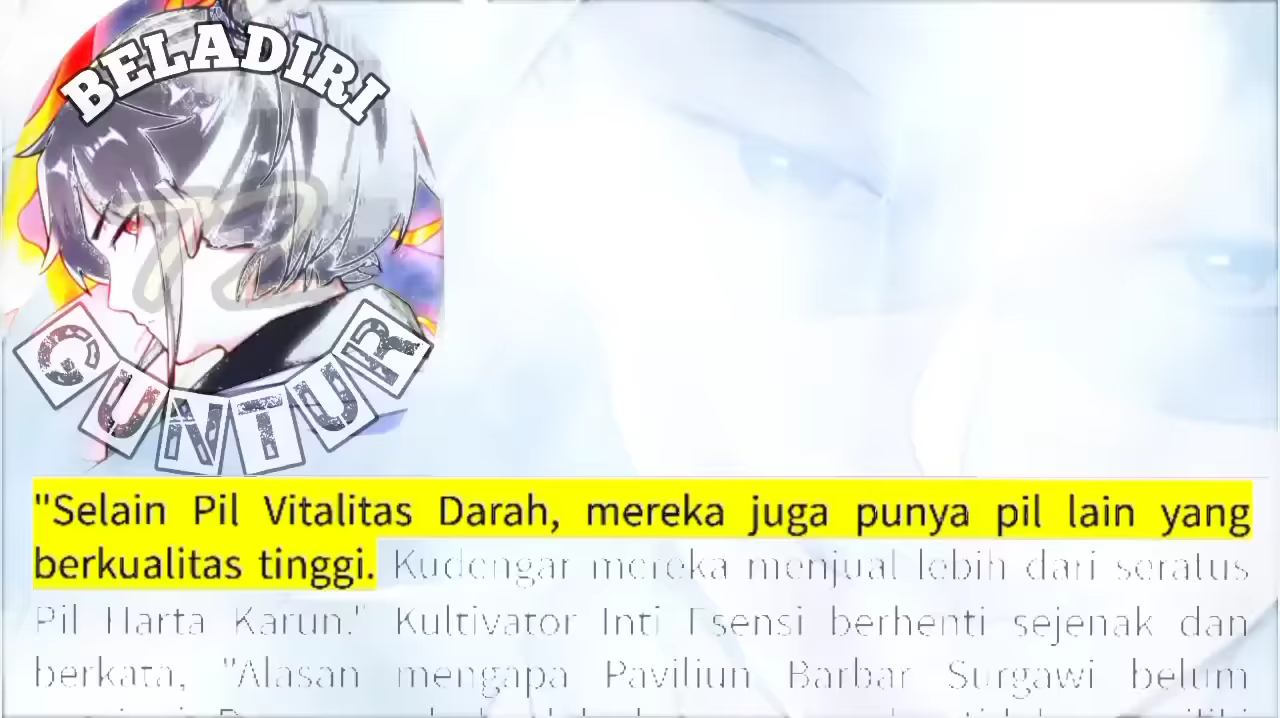 BELADIRI
GUNTUR
"Selain Pil Vitalitas Darah, mereka juga punya pil lain yang
berkualitas tinggi. Kudengar mereka menjual lebih dari seratus
Pil Harta Karun." Kultivator Inti Esensi berhenti sejenak dan
berkata, "Alasan mengapa Paviliun Barbar Surgawi belum